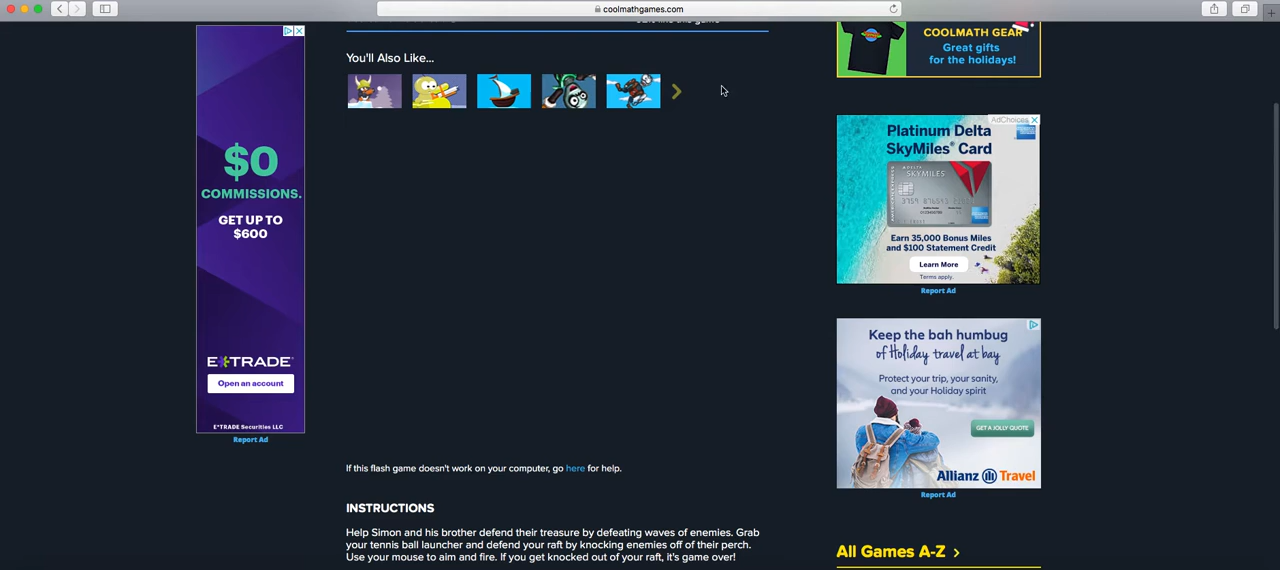 coolmathgames.com
You'll Also Like...
$0
COMMISSIONS.
GET UP TO
$600
E*TRADE
Open an account
E*TRADE Securities LLC
Report Ad
If this flash game doesn't work on your computer, go here for help.
INSTRUCTIONS
Help Simon and his brother defend their treasure by defeating waves of enemies. Grab
your tennis ball launcher and defend your raft by knocking enemies off of their perch.
Use your mouse to aim and fire. If you get knocked out of your raft, it's game over!
COOLMATH GEAR
Great gifts
for the holidays!
AdChoices
Platinum Delta
SkyMiles® Card
DELTA
SKYMILES
Earn 35,000 Bonus Miles
and $100 Statement Credit
Learn More
Terms apply.
Report Ad
Keep the bah humbug
of Holiday travel at bay
Protect your trip, your sanity,
and your Holiday spirit
GET A JOLLY QUOTE
Allianz Travel
Report Ad
All Games A-Z >